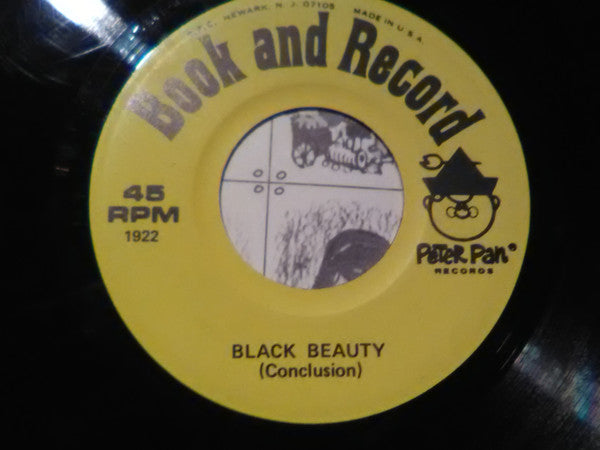 P.P.C. NEWARK, N. J. 07105 MADE IN U.S.A.
Book and Record
45
RPM
1922
PETER PAN®
RECORDS
BLACK BEAUTY
(Conclusion)